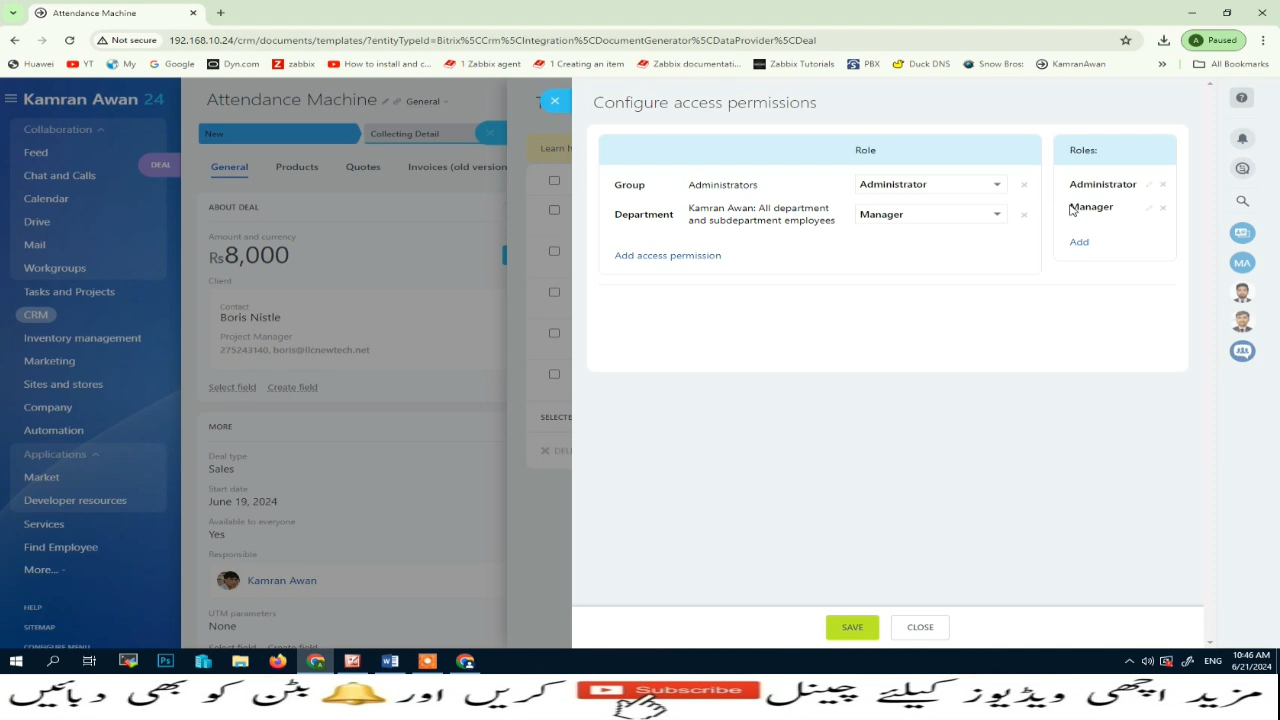 Attendance Machine
Not secure
192.168.10.24/crm/documents/templates/?entityTypeId=Bitrix%5CCrm%5CIntegration%5CDocumentGenerator%5CDataProvider%5CDeal
A Paused
Huawei YT My Google Dyn.com zabbix How to install and c... 1 Zabbix agent 1 Creating an item Zabbix documentati... Zabbix Tutorials PBX Duck DNS Snow Bros: KamranAwan » All Bookmarks
Kamran Awan 24
Collaboration
Feed
Chat and Calls
Calendar
Drive
Mail
Workgroups
Tasks and Projects
CRM
Inventory management
Marketing
Sites and stores
Company
Automation
Applications
Market
Developer resources
Services
Find Employee
More...
HELP
SITEMAP
CONFIGURE MENU
DEAL
Attendance Machine General
New
Collecting Detail
General Products Quotes Invoices (old version
ABOUT DEAL
Amount and currency
Rs8,000
Client
Contact
Boris Nistle
Project Manager
275243140, boris@licnewtech.net
Select field Create field
MORE
Deal type
Sales
Start date
June 19, 2024
Available to everyone
Yes
Responsible
Kamran Awan
UTM parameters
None
Select field Create field
SELECTE
DEL
Configure access permissions
Role
Group Administrators Administrator
Department Kamran Awan: All department
and subdepartment employees Manager
Add access permission
Roles:
Administrator
Manager
Add
SAVE CLOSE
MA
ENG
10:46 AM
6/21/2024
مزید اچھی ویڈیوز کیلئے چینل Subscribe کریں اور بٹن کو بھی دبائیں